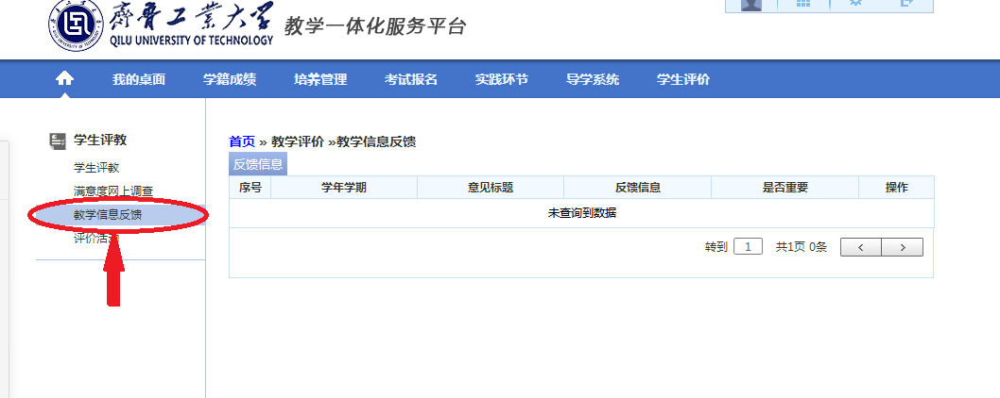 齐鲁工业大学
QILU UNIVERSITY OF TECHNOLOGY
教学一体化服务平台
我的桌面 学籍成绩 培养管理 考试报名 实践环节 导学系统 学生评价
学生评教
学生评教
满意度网上调查
教学信息反馈
评价活动
首页 » 教学评价 »教学信息反馈
反馈信息
序号 学年学期 意见标题 反馈信息 是否重要 操作
未查询到数据
转到 1 共1页 0条 < >